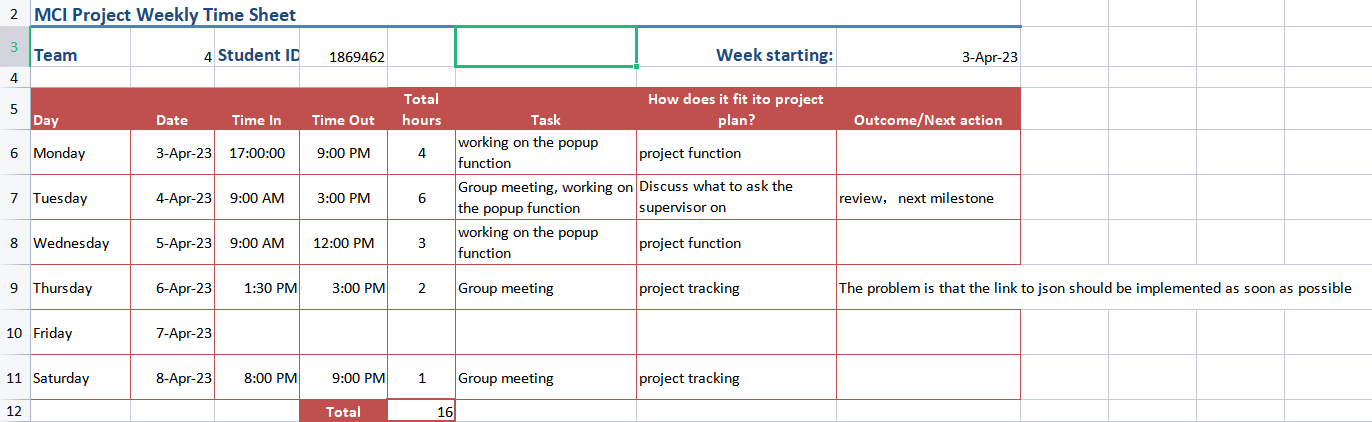 2 MCI Project Weekly Time Sheet
3 Team 4 Student ID 1869462 Week starting: 3-Apr-23
4
5 Day Date Time In Time Out Total hours Task How does it fit ito project plan? Outcome/Next action
6 Monday 3-Apr-23 17:00:00 9:00 PM 4 working on the popup function project function
7 Tuesday 4-Apr-23 9:00 AM 3:00 PM 6 Group meeting, working on the popup function Discuss what to ask the supervisor on review，next milestone
8 Wednesday 5-Apr-23 9:00 AM 12:00 PM 3 working on the popup function project function
9 Thursday 6-Apr-23 1:30 PM 3:00 PM 2 Group meeting project tracking The problem is that the link to json should be implemented as soon as possible
10 Friday 7-Apr-23
11 Saturday 8-Apr-23 8:00 PM 9:00 PM 1 Group meeting project tracking
12 Total 16